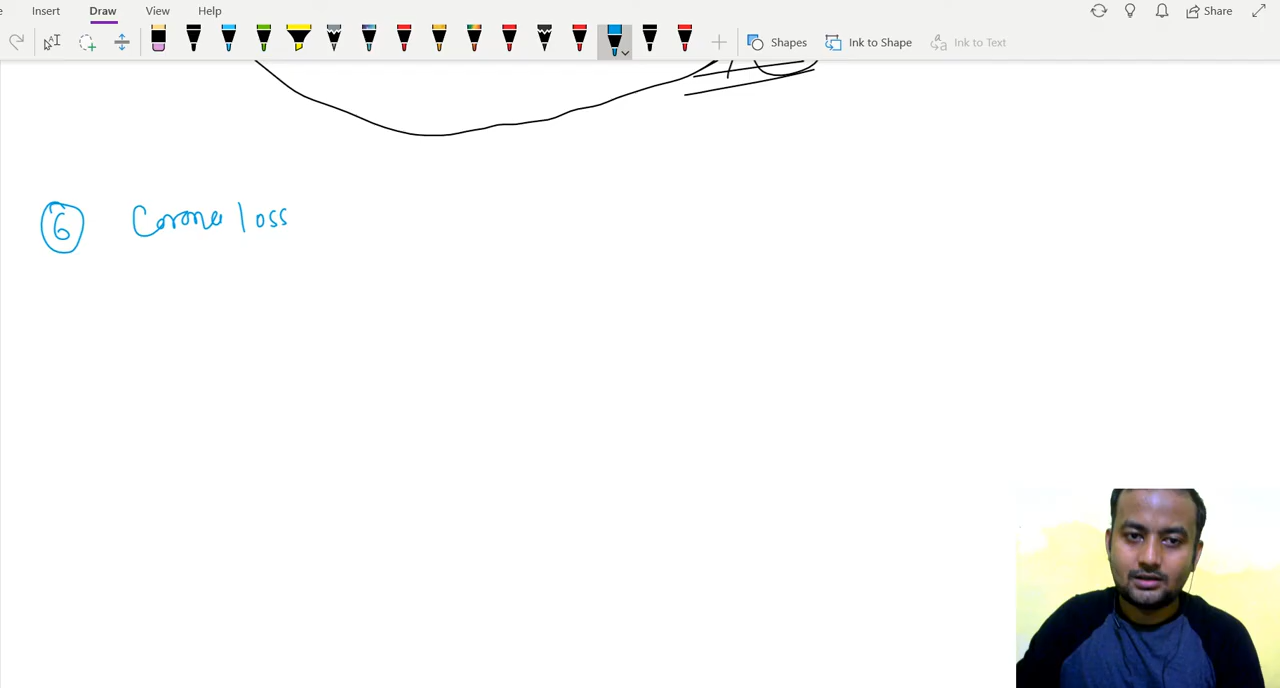 Insert Draw View Help Share
Shapes Ink to Shape Ink to Text
6 Corona loss